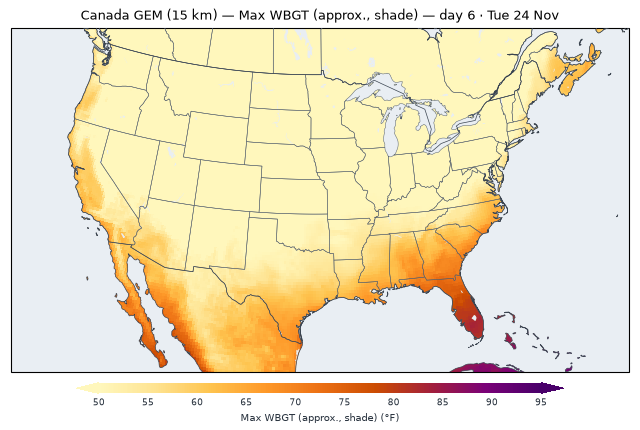 Canada GEM (15 km) — Max WBGT (approx., shade) — day 6 · Tue 24 Nov
50 55 60 65 70 75 80 85 90 95
Max WBGT (approx., shade) (°F)